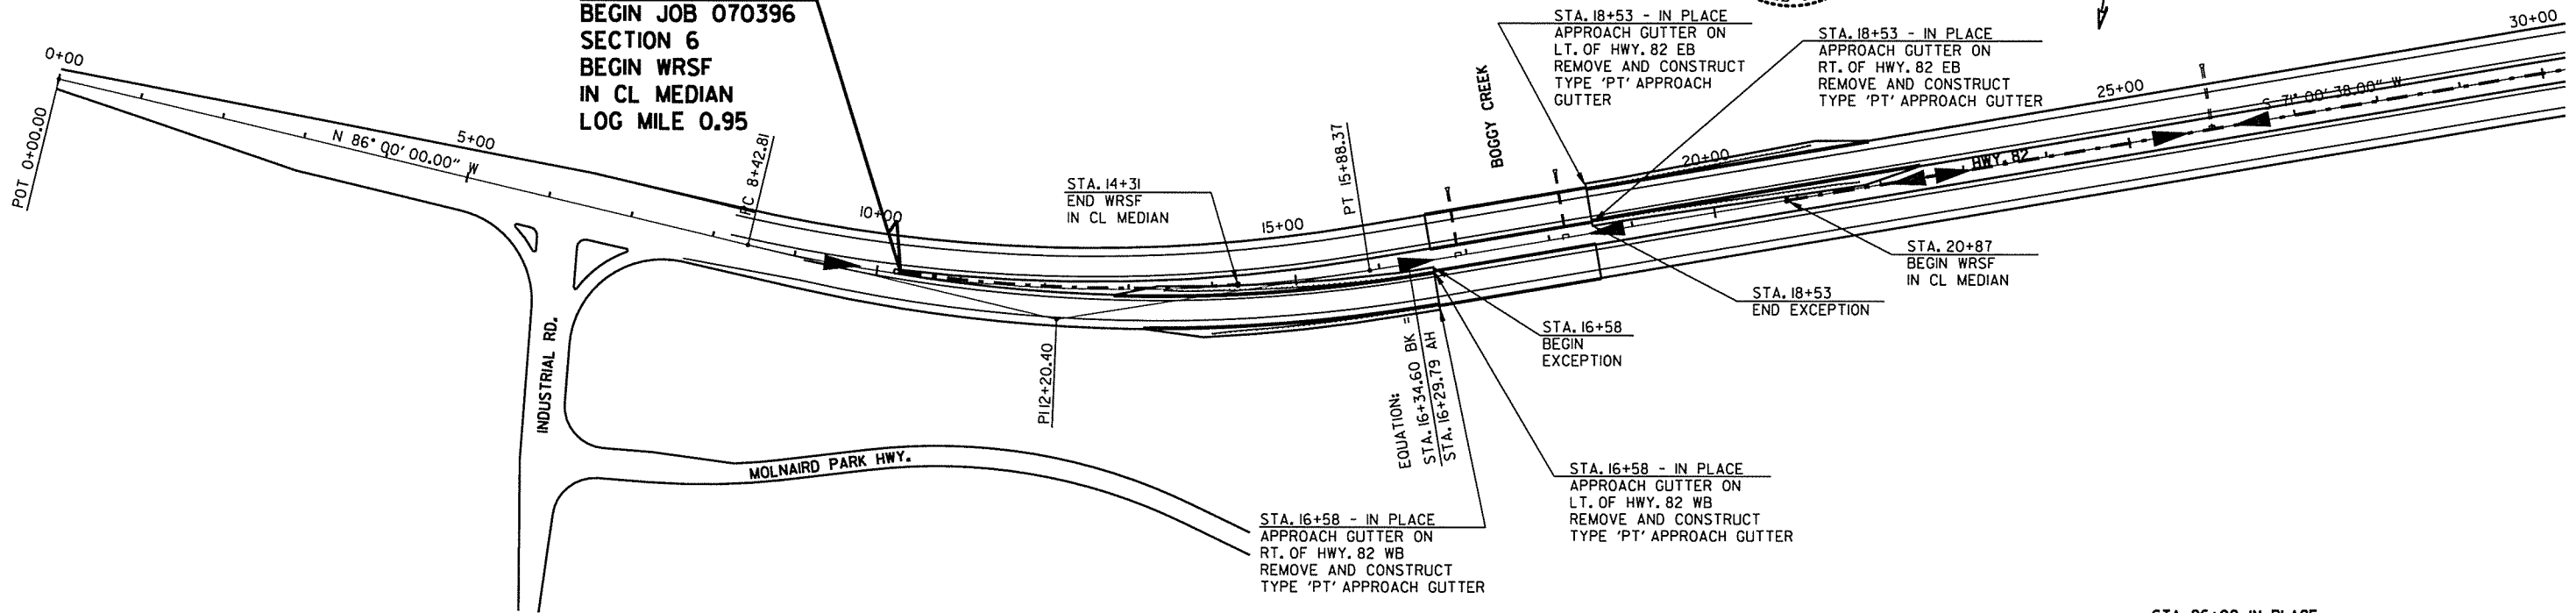 BEGIN JOB 070396
SECTION 6
BEGIN WRSF
IN CL MEDIAN
LOG MILE 0.95
0+00
POT 0+00.00
N 86° 00' 00.00" W
5+00
PC 8+42.81
10+00
STA. 14+31
END WRSF
IN CL MEDIAN
15+00
PT 15+88.37
BOGGY CREEK
STA. 18+53 - IN PLACE
APPROACH GUTTER ON
LT. OF HWY. 82 EB
REMOVE AND CONSTRUCT
TYPE 'PT' APPROACH
GUTTER
STA. 18+53 - IN PLACE
APPROACH GUTTER ON
RT. OF HWY. 82 EB
REMOVE AND CONSTRUCT
TYPE 'PT' APPROACH GUTTER
20+00
HWY. 82
25+00
S 71° 00' 38.00" W
30+00
STA. 20+87
BEGIN WRSF
IN CL MEDIAN
STA. 18+53
END EXCEPTION
STA. 16+58
BEGIN
EXCEPTION
INDUSTRIAL RD.
PI 12+20.40
EQUATION:
STA. 16+34.60 BK =
STA. 16+29.79 AH
MOLNAIRD PARK HWY.
STA. 16+58 - IN PLACE
APPROACH GUTTER ON
RT. OF HWY. 82 WB
REMOVE AND CONSTRUCT
TYPE 'PT' APPROACH GUTTER
STA. 16+58 - IN PLACE
APPROACH GUTTER ON
LT. OF HWY. 82 WB
REMOVE AND CONSTRUCT
TYPE 'PT' APPROACH GUTTER